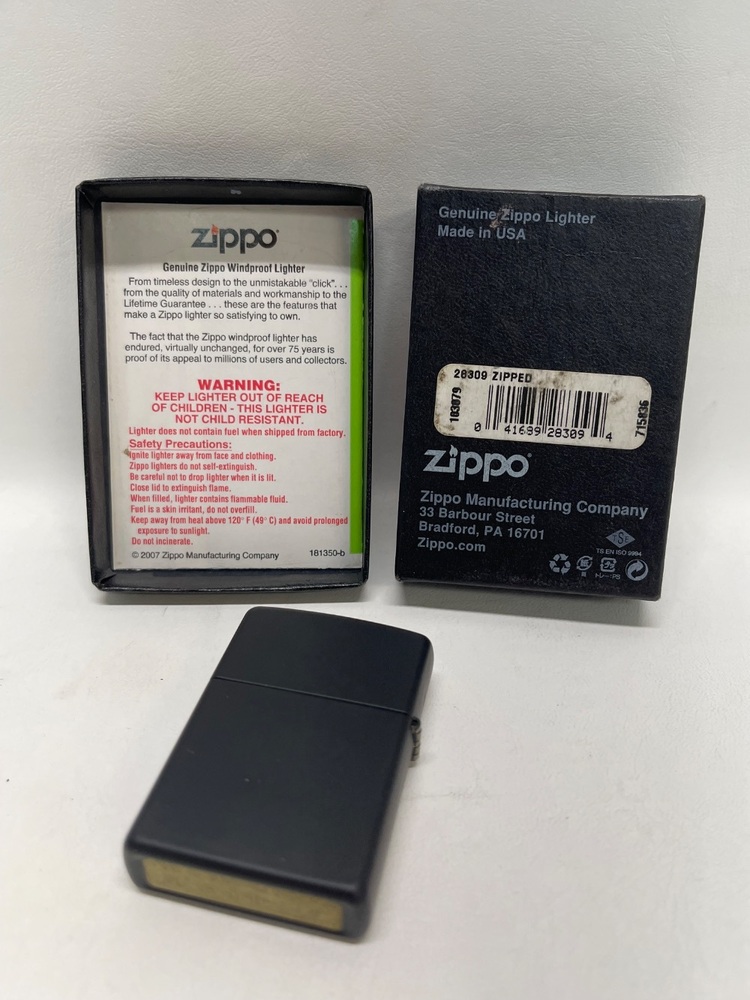 zippo
Genuine Zippo Windproof Lighter
From timeless design to the unmistakable "click". . .
from the quality of materials and workmanship to the
Lifetime Guarantee . . . these are the features that
make a Zippo lighter so satisfying to own.
The fact that the Zippo windproof lighter has
endured, virtually unchanged, for over 75 years is
proof of its appeal to millions of users and collectors.
WARNING:
KEEP LIGHTER OUT OF REACH
OF CHILDREN - THIS LIGHTER IS
NOT CHILD RESISTANT.
Lighter does not contain fuel when shipped from factory.
Safety Precautions:
Ignite lighter away from face and clothing.
Zippo lighters do not self-extinguish.
Be careful not to drop lighter when it is lit.
Close lid to extinguish flame.
When filled, lighter contains flammable fluid.
Fuel is a skin irritant, do not overfill.
Keep away from heat above 120° F (49° C) and avoid prolonged
exposure to sunlight.
Do not incinerate.
© 2007 Zippo Manufacturing Company 181350-b
Genuine Zippo Lighter
Made in USA
28309 ZIPPED
103079
0 41689 28309 4
715036
zippo
Zippo Manufacturing Company
33 Barbour Street
Bradford, PA 16701
Zippo.com
TSE
TS EN ISO 9994